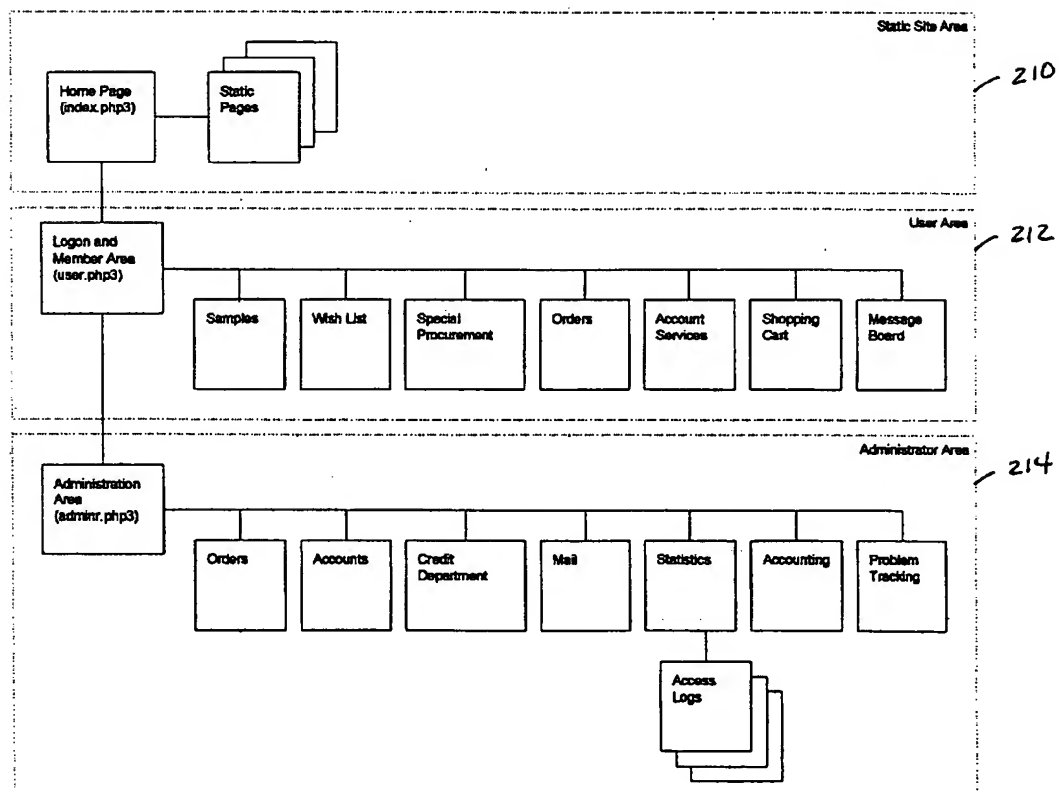 Static Site Area
210
Home Page
(index.php3)
Static
Pages
User Area
212
Logon and
Member Area
(user.php3)
Samples
Wish List
Special
Procurement
Orders
Account
Services
Shopping
Cart
Message
Board
Administrator Area
214
Administration
Area
(adminr.php3)
Orders
Accounts
Credit
Department
Mail
Statistics
Accounting
Problem
Tracking
Access
Logs